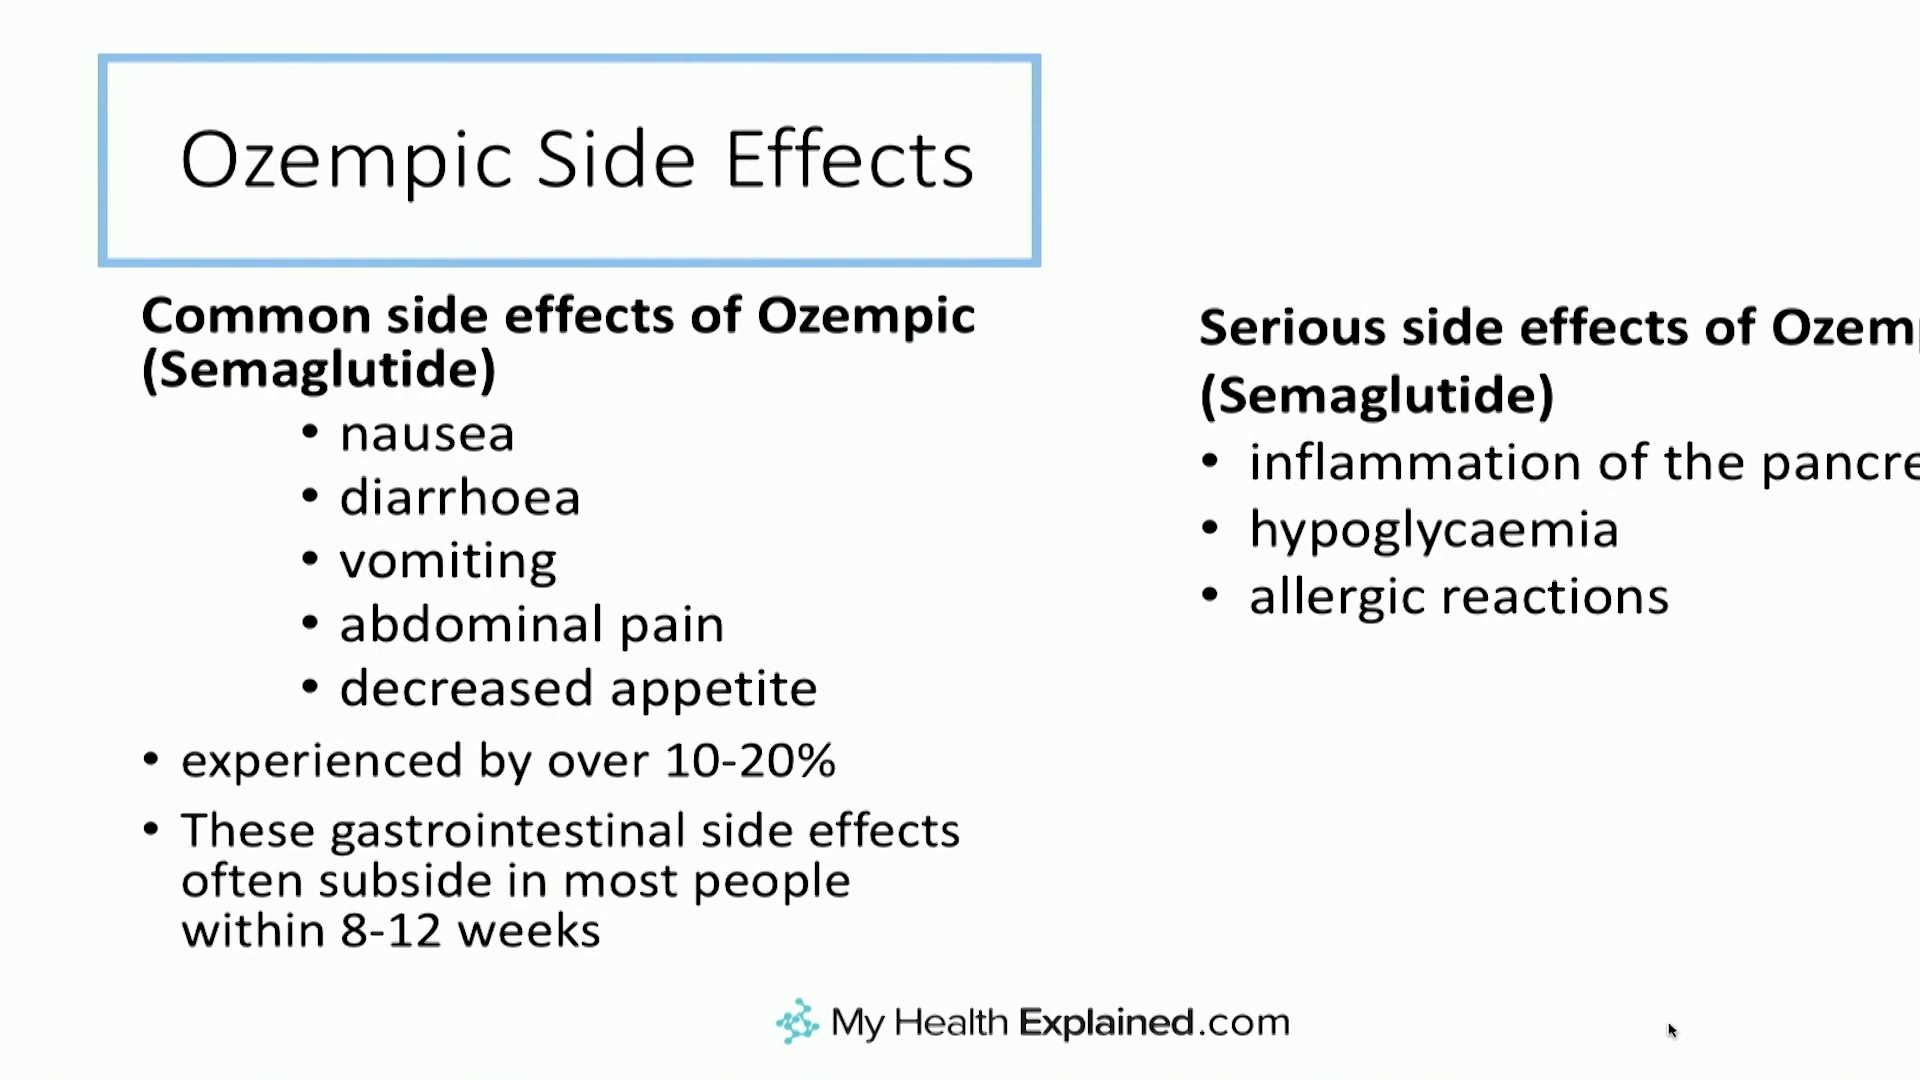 Ozempic Side Effects
Common side effects of Ozempic
(Semaglutide)
• nausea
• diarrhoea
• vomiting
• abdominal pain
• decreased appetite
• experienced by over 10-20%
• These gastrointestinal side effects
often subside in most people
within 8-12 weeks
Serious side effects of
(Semaglutide)
• inflammation of the
• hypoglycaemia
• allergic reactions
My Health Explained.com